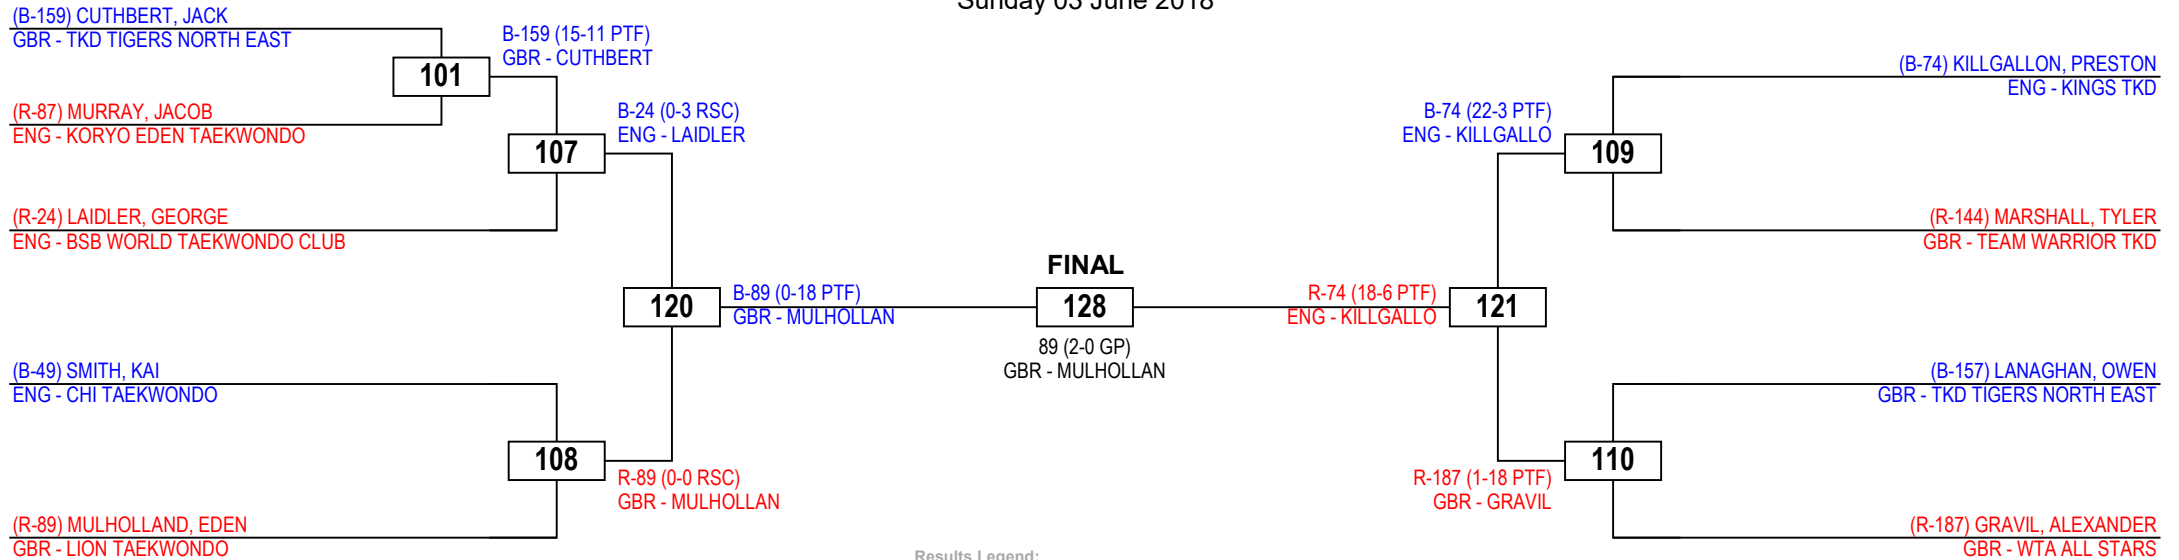 Sunday 03 June 2018
(B-159) CUTHBERT, JACK
GBR - TKD TIGERS NORTH EAST
B-159 (15-11 PTF)
GBR - CUTHBERT
101
(R-87) MURRAY, JACOB
ENG - KORYO EDEN TAEKWONDO
B-24 (0-3 RSC)
ENG - LAIDLER
107
(R-24) LAIDLER, GEORGE
ENG - BSB WORLD TAEKWONDO CLUB
120
B-89 (0-18 PTF)
GBR - MULHOLLAN
(B-49) SMITH, KAI
ENG - CHI TAEKWONDO
108
R-89 (0-0 RSC)
GBR - MULHOLLAN
(R-89) MULHOLLAND, EDEN
GBR - LION TAEKWONDO
FINAL
128
89 (2-0 GP)
GBR - MULHOLLAN
(B-74) KILLGALLON, PRESTON
ENG - KINGS TKD
B-74 (22-3 PTF)
ENG - KILLGALLO
109
(R-144) MARSHALL, TYLER
GBR - TEAM WARRIOR TKD
R-74 (18-6 PTF)
ENG - KILLGALLO
121
(B-157) LANAGHAN, OWEN
GBR - TKD TIGERS NORTH EAST
110
R-187 (1-18 PTF)
GBR - GRAVIL
(R-187) GRAVIL, ALEXANDER
GBR - WTA ALL STARS
Results Legend: